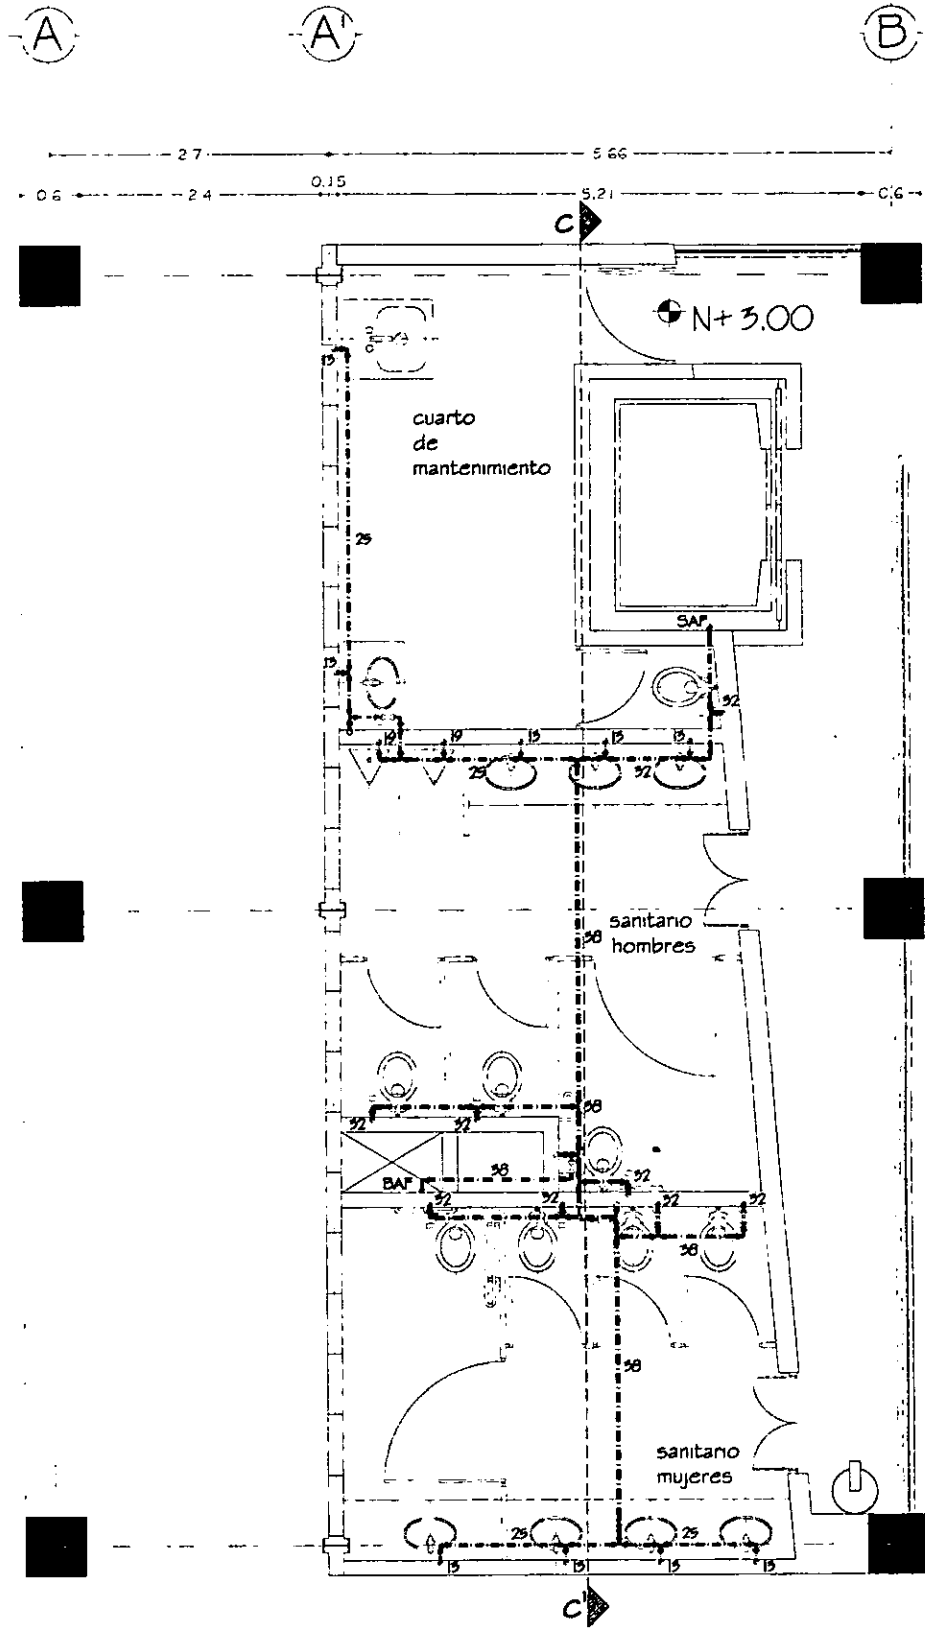 A A' B
2.7 5.66
0.6 2.4 0.15 5.21 0.6
C
N+ 3.00
13
cuarto
de
mantenimiento
25
SAF
13
32
19 19 13 13 13
25 32
sanitario
hombres
38
38
32 32
38 32
BAF
32 32 32 32
38
38
sanitario
mujeres
25 25
13 13 13 13
C'